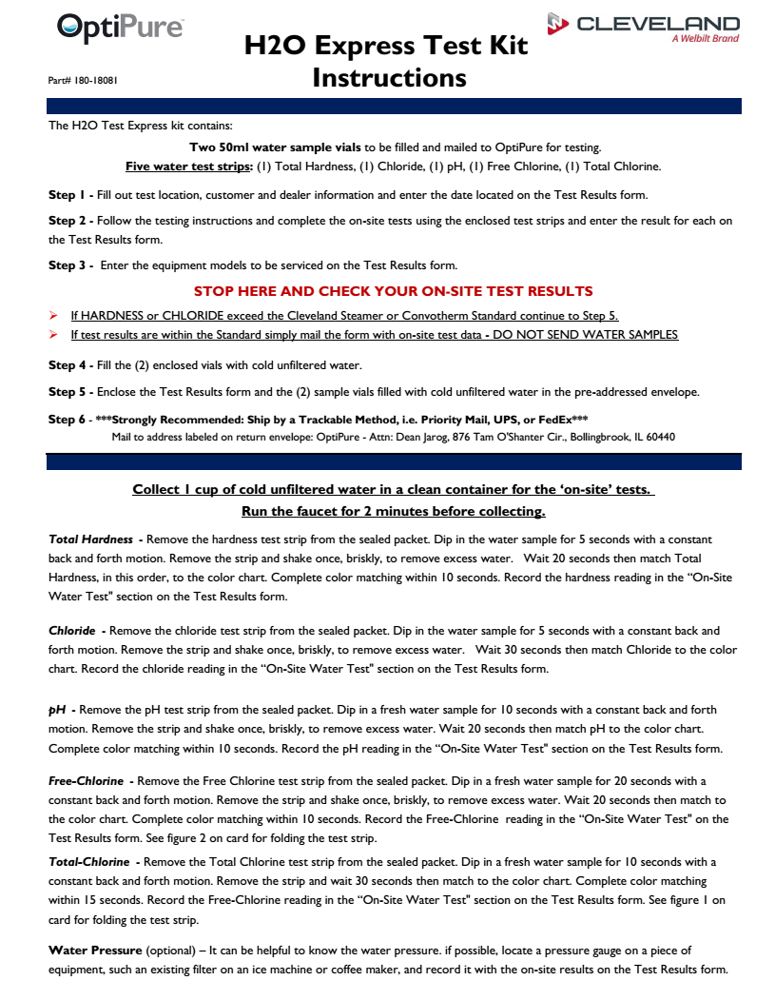 OptiPure™
CLEVELAND
A Welbilt Brand
H2O Express Test Kit
Instructions
Part# 180-18081
The H2O Test Express kit contains:
Two 50ml water sample vials to be filled and mailed to OptiPure for testing.
Five water test strips: (1) Total Hardness, (1) Chloride, (1) pH, (1) Free Chlorine, (1) Total Chlorine.
Step 1 - Fill out test location, customer and dealer information and enter the date located on the Test Results form.
Step 2 - Follow the testing instructions and complete the on-site tests using the enclosed test strips and enter the result for each on
the Test Results form.
Step 3 - Enter the equipment models to be serviced on the Test Results form.
STOP HERE AND CHECK YOUR ON-SITE TEST RESULTS
➢ If HARDNESS or CHLORIDE exceed the Cleveland Steamer or Convotherm Standard continue to Step 5.
➢ If test results are within the Standard simply mail the form with on-site test data - DO NOT SEND WATER SAMPLES
Step 4 - Fill the (2) enclosed vials with cold unfiltered water.
Step 5 - Enclose the Test Results form and the (2) sample vials filled with cold unfiltered water in the pre-addressed envelope.
Step 6 - ***Strongly Recommended: Ship by a Trackable Method, i.e. Priority Mail, UPS, or FedEx***
Mail to address labeled on return envelope: OptiPure - Attn: Dean Jarog, 876 Tam O'Shanter Cir., Bollingbrook, IL 60440
Collect 1 cup of cold unfiltered water in a clean container for the ‘on-site’ tests.
Run the faucet for 2 minutes before collecting.
Total Hardness - Remove the hardness test strip from the sealed packet. Dip in the water sample for 5 seconds with a constant
back and forth motion. Remove the strip and shake once, briskly, to remove excess water. Wait 20 seconds then match Total
Hardness, in this order, to the color chart. Complete color matching within 10 seconds. Record the hardness reading in the “On-Site
Water Test" section on the Test Results form.
Chloride - Remove the chloride test strip from the sealed packet. Dip in the water sample for 5 seconds with a constant back and
forth motion. Remove the strip and shake once, briskly, to remove excess water. Wait 30 seconds then match Chloride to the color
chart. Record the chloride reading in the “On-Site Water Test" section on the Test Results form.
pH - Remove the pH test strip from the sealed packet. Dip in a fresh water sample for 10 seconds with a constant back and forth
motion. Remove the strip and shake once, briskly, to remove excess water. Wait 20 seconds then match pH to the color chart.
Complete color matching within 10 seconds. Record the pH reading in the “On-Site Water Test" section on the Test Results form.
Free-Chlorine - Remove the Free Chlorine test strip from the sealed packet. Dip in a fresh water sample for 20 seconds with a
constant back and forth motion. Remove the strip and shake once, briskly, to remove excess water. Wait 20 seconds then match to
the color chart. Complete color matching within 10 seconds. Record the Free-Chlorine reading in the “On-Site Water Test" on the
Test Results form. See figure 2 on card for folding the test strip.
Total-Chlorine - Remove the Total Chlorine test strip from the sealed packet. Dip in a fresh water sample for 10 seconds with a
constant back and forth motion. Remove the strip and wait 30 seconds then match to the color chart. Complete color matching
within 15 seconds. Record the Free-Chlorine reading in the “On-Site Water Test" section on the Test Results form. See figure 1 on
card for folding the test strip.
Water Pressure (optional) – It can be helpful to know the water pressure. if possible, locate a pressure gauge on a piece of
equipment, such an existing filter on an ice machine or coffee maker, and record it with the on-site results on the Test Results form.